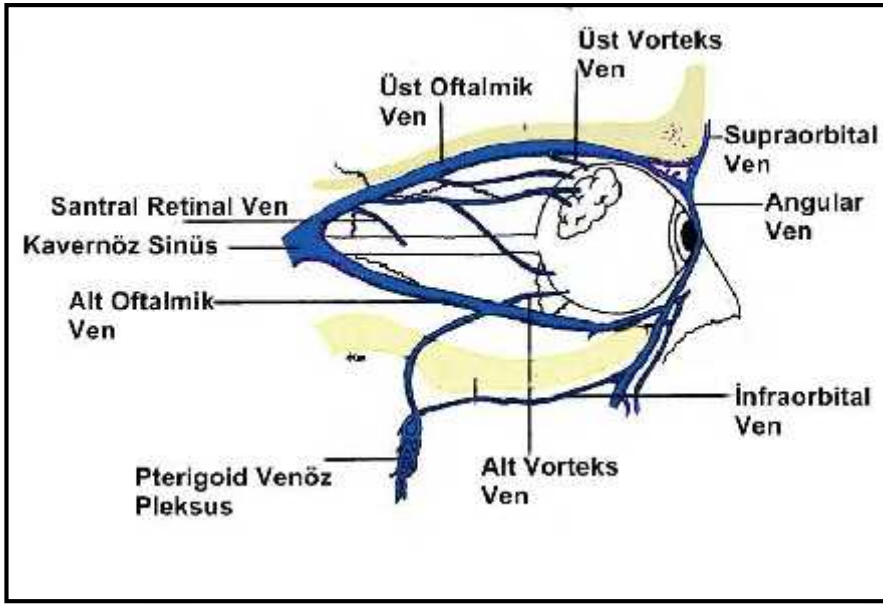 Üst Vorteks
Ven
Üst Oftalmik
Ven
Supraorbital
Ven
Santral Retinal Ven
Angular
Ven
Kavernöz Sinüs
Alt Oftalmik
Ven
İnfraorbital
Ven
Pterigoid Venöz
Pleksus
Alt Vorteks
Ven